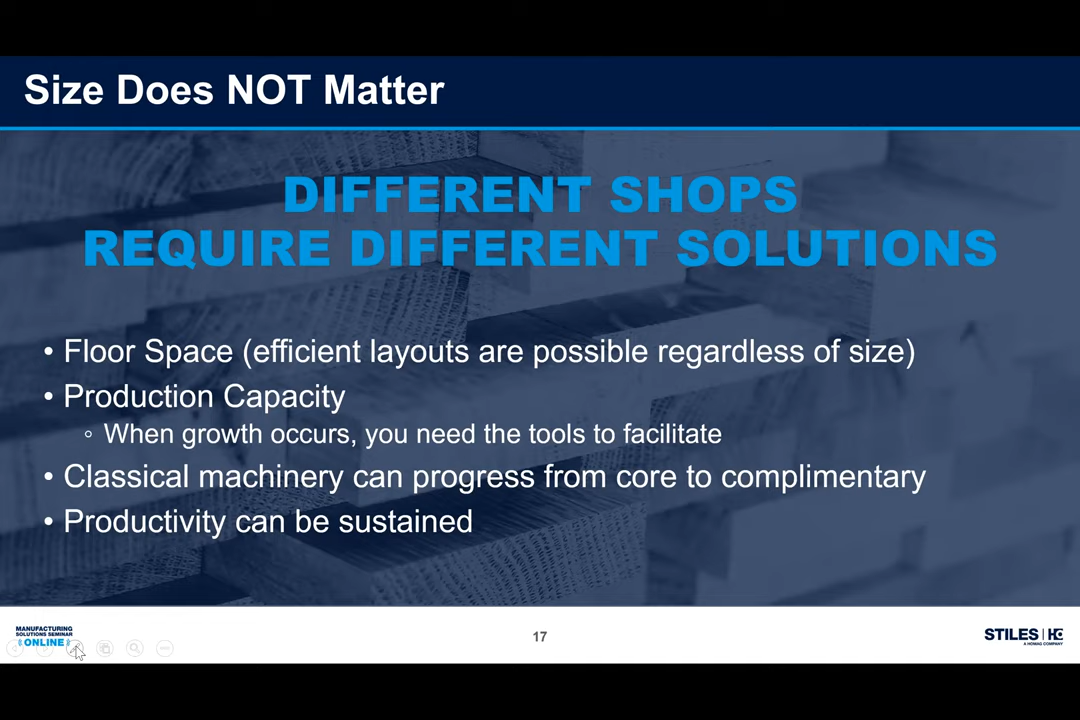 Size Does NOT Matter
DIFFERENT SHOPS
REQUIRE DIFFERENT SOLUTIONS
• Floor Space (efficient layouts are possible regardless of size)
• Production Capacity
◦ When growth occurs, you need the tools to facilitate
• Classical machinery can progress from core to complimentary
• Productivity can be sustained
MANUFACTURING
SOLUTIONS SEMINAR
ONLINE
17
STILES | HC
A HOMAG COMPANY